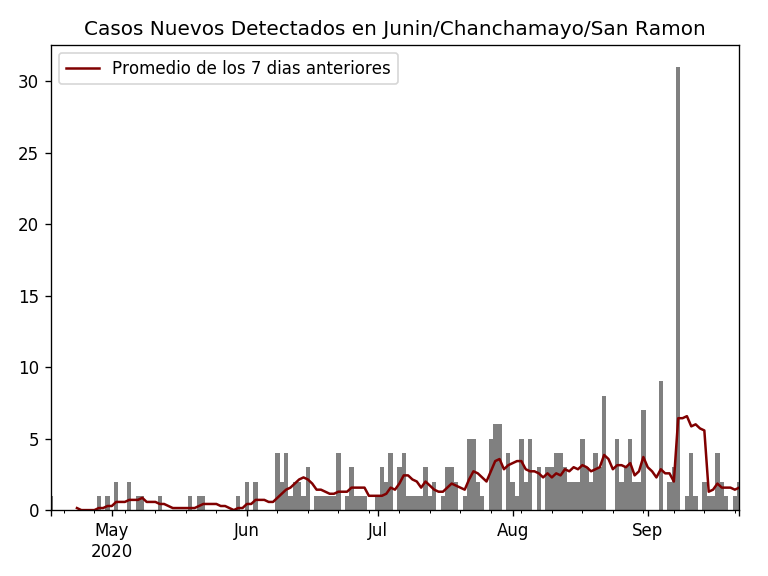 Casos Nuevos Detectados en Junin/Chanchamayo/San Ramon
Promedio de los 7 dias anteriores
30
25
20
15
10
5
0
May Jun Jul Aug Sep
2020